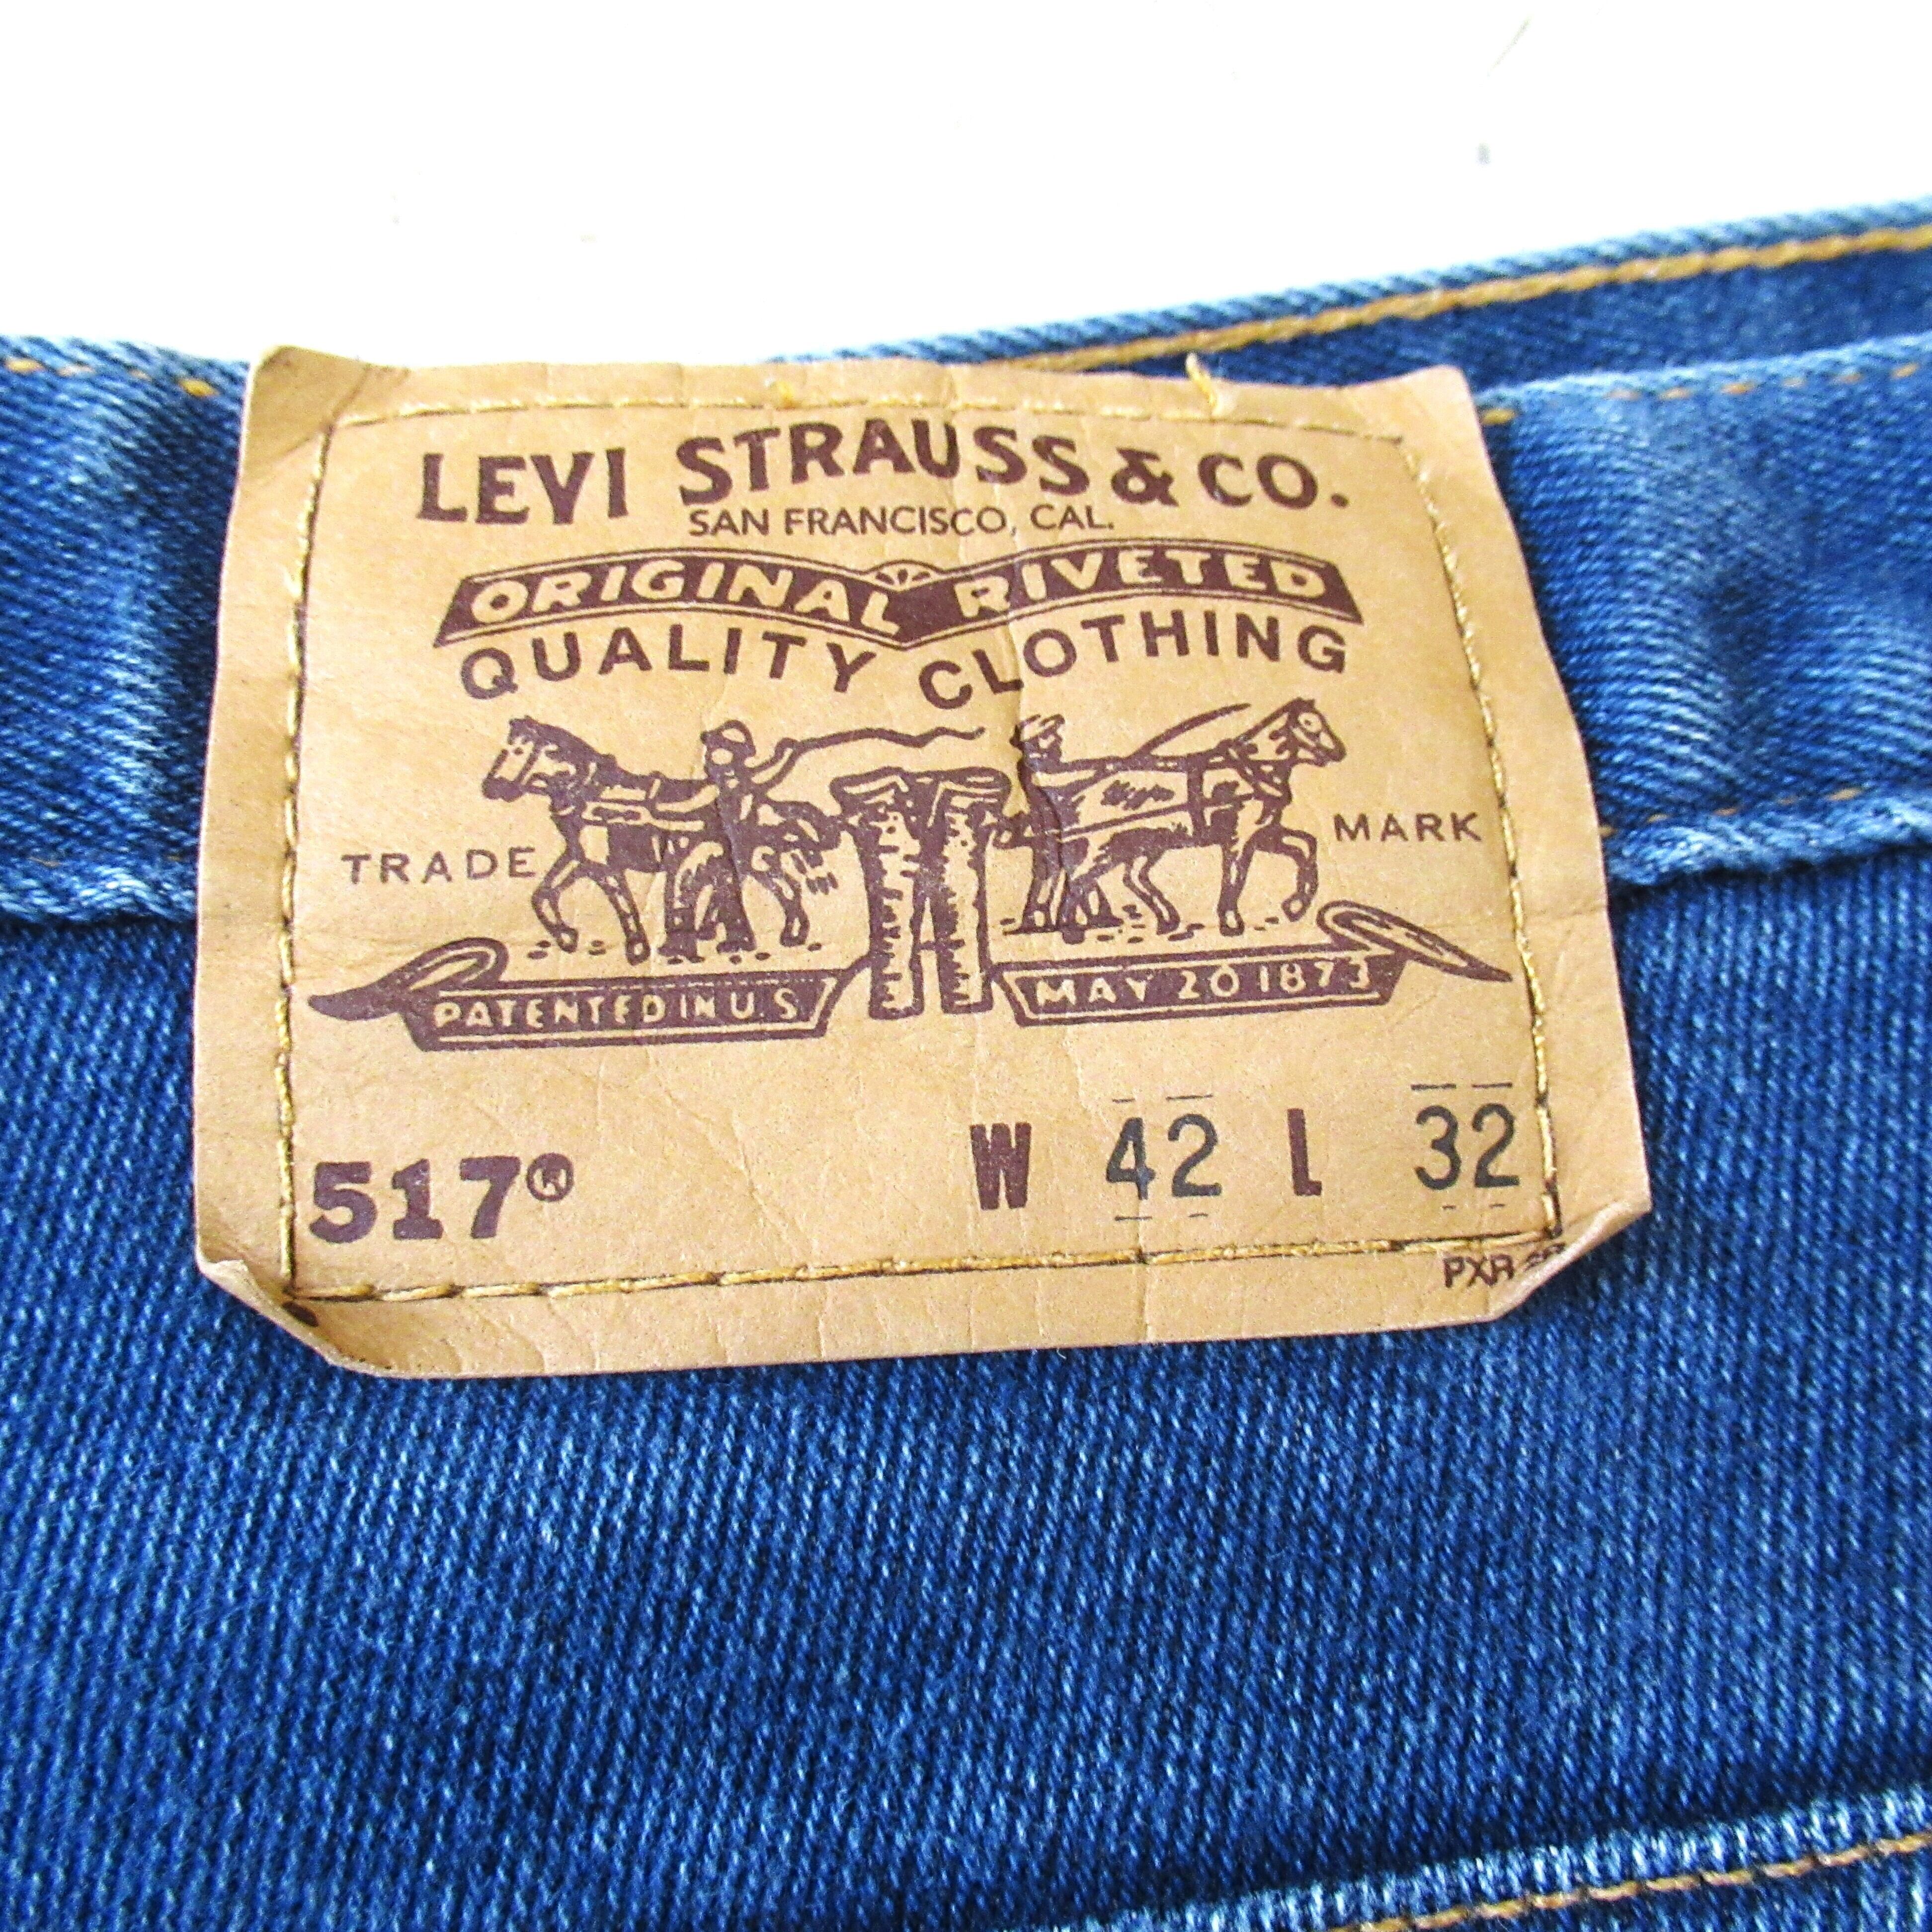 LEVI STRAUSS & CO.
SAN FRANCISCO, CAL.
ORIGINAL RIVETED
QUALITY CLOTHING
TRADE MARK
PATENTED IN U.S. MAY 20 1873
517® W 42 L 32
PXR